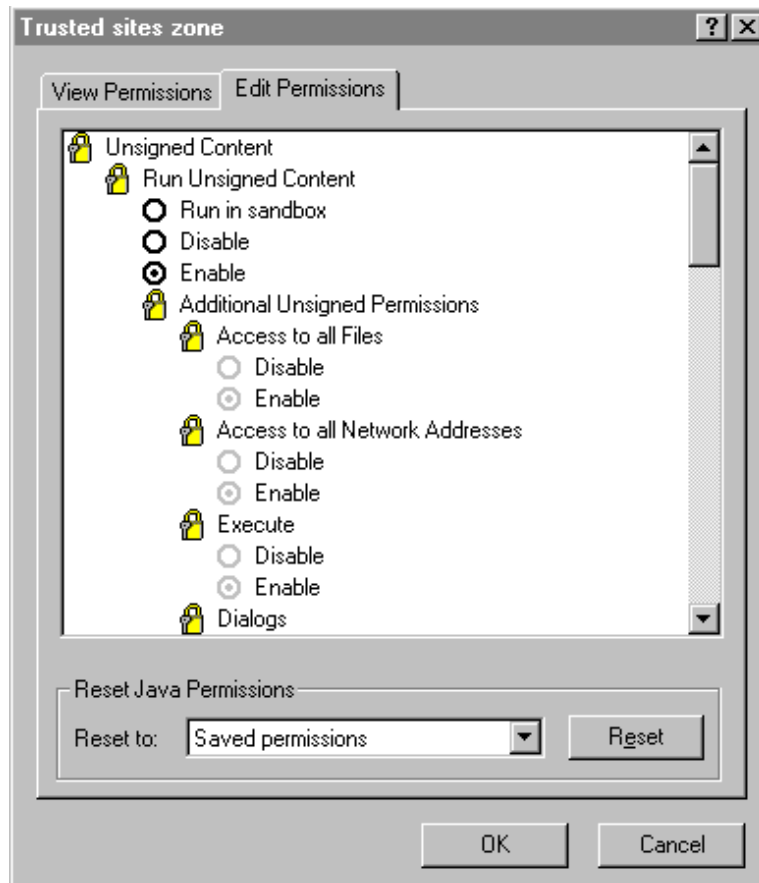 Trusted sites zone
View Permissions
Edit Permissions
Unsigned Content
Run Unsigned Content
Run in sandbox
Disable
Enable
Additional Unsigned Permissions
Access to all Files
Disable
Enable
Access to all Network Addresses
Disable
Enable
Execute
Disable
Enable
Dialogs
Reset Java Permissions
Reset to: Saved permissions Reset
OK Cancel